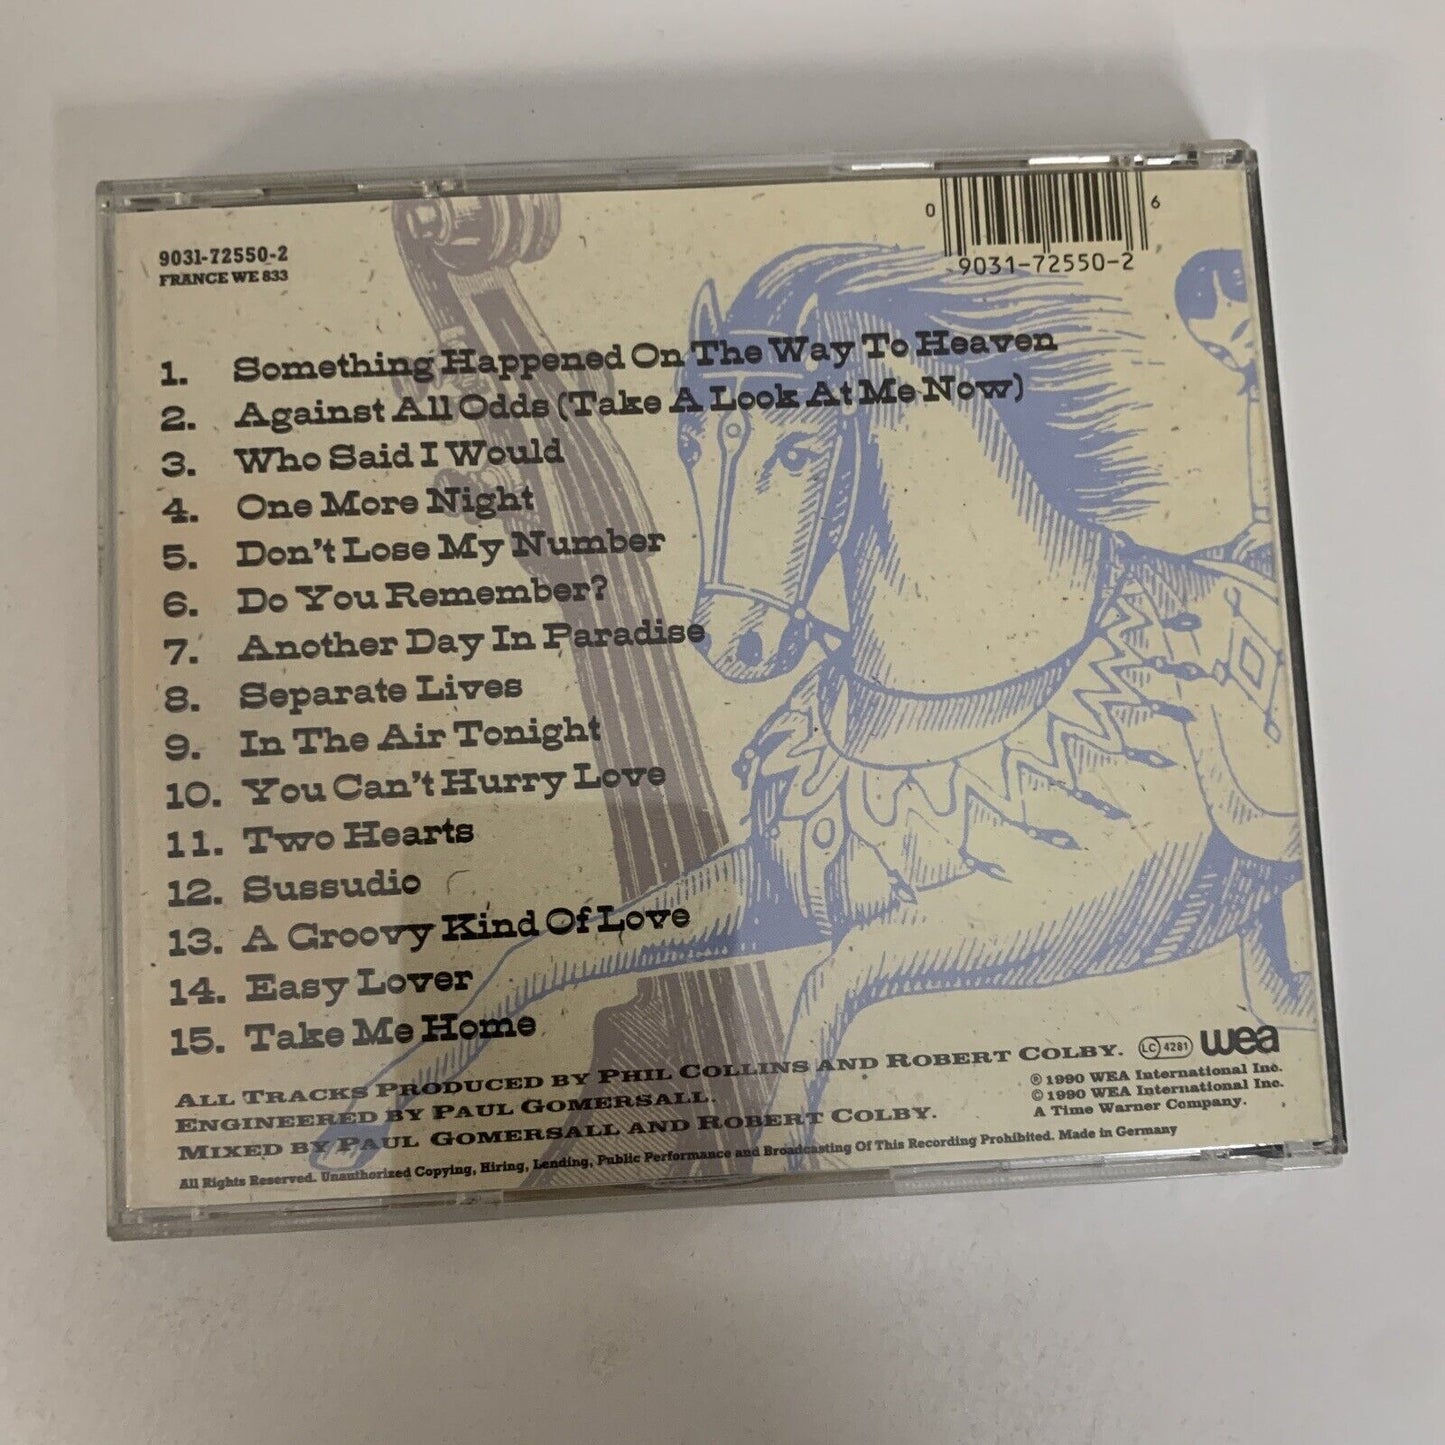 9031-72550-2
FRANCE WE 833
0 6
9031-72550-2
1. Something Happened On The Way To Heaven
2. Against All Odds (Take A Look At Me Now)
3. Who Said I Would
4. One More Night
5. Don't Lose My Number
6. Do You Remember?
7. Another Day In Paradise
8. Separate Lives
9. In The Air Tonight
10. You Can't Hurry Love
11. Two Hearts
12. Sussudio
13. A Groovy Kind Of Love
14. Easy Lover
15. Take Me Home
All Tracks Produced by Phil Collins and Robert Colby.
Engineered by Paul Gomersall.
Mixed by Paul Gomersall and Robert Colby.
LC 4281 wea
℗ 1990 WEA International Inc.
© 1990 WEA International Inc.
A Time Warner Company.
All Rights Reserved. Unauthorized Copying, Hiring, Lending, Public Performance and Broadcasting Of This Recording Prohibited. Made in Germany